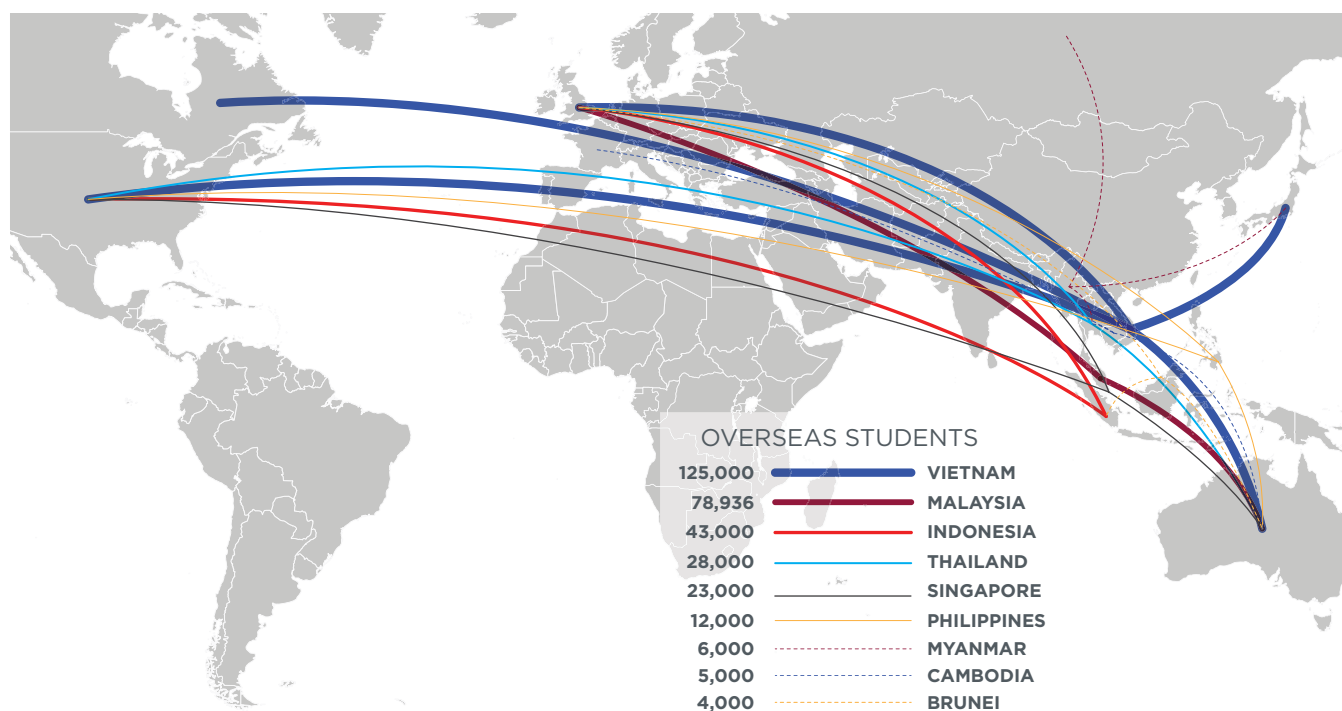 OVERSEAS STUDENTS
125,000 VIETNAM
78,936 MALAYSIA
43,000 INDONESIA
28,000 THAILAND
23,000 SINGAPORE
12,000 PHILIPPINES
6,000 MYANMAR
5,000 CAMBODIA
4,000 BRUNEI